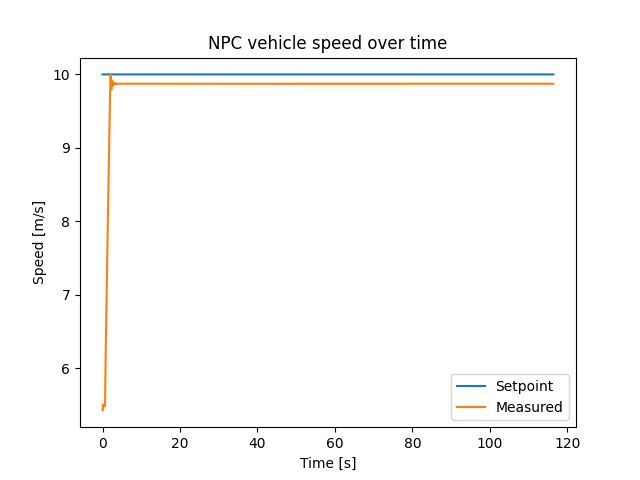 NPC vehicle speed over time
10
9
8
7
6
Speed [m/s]
Setpoint
Measured
0 20 40 60 80 100 120
Time [s]